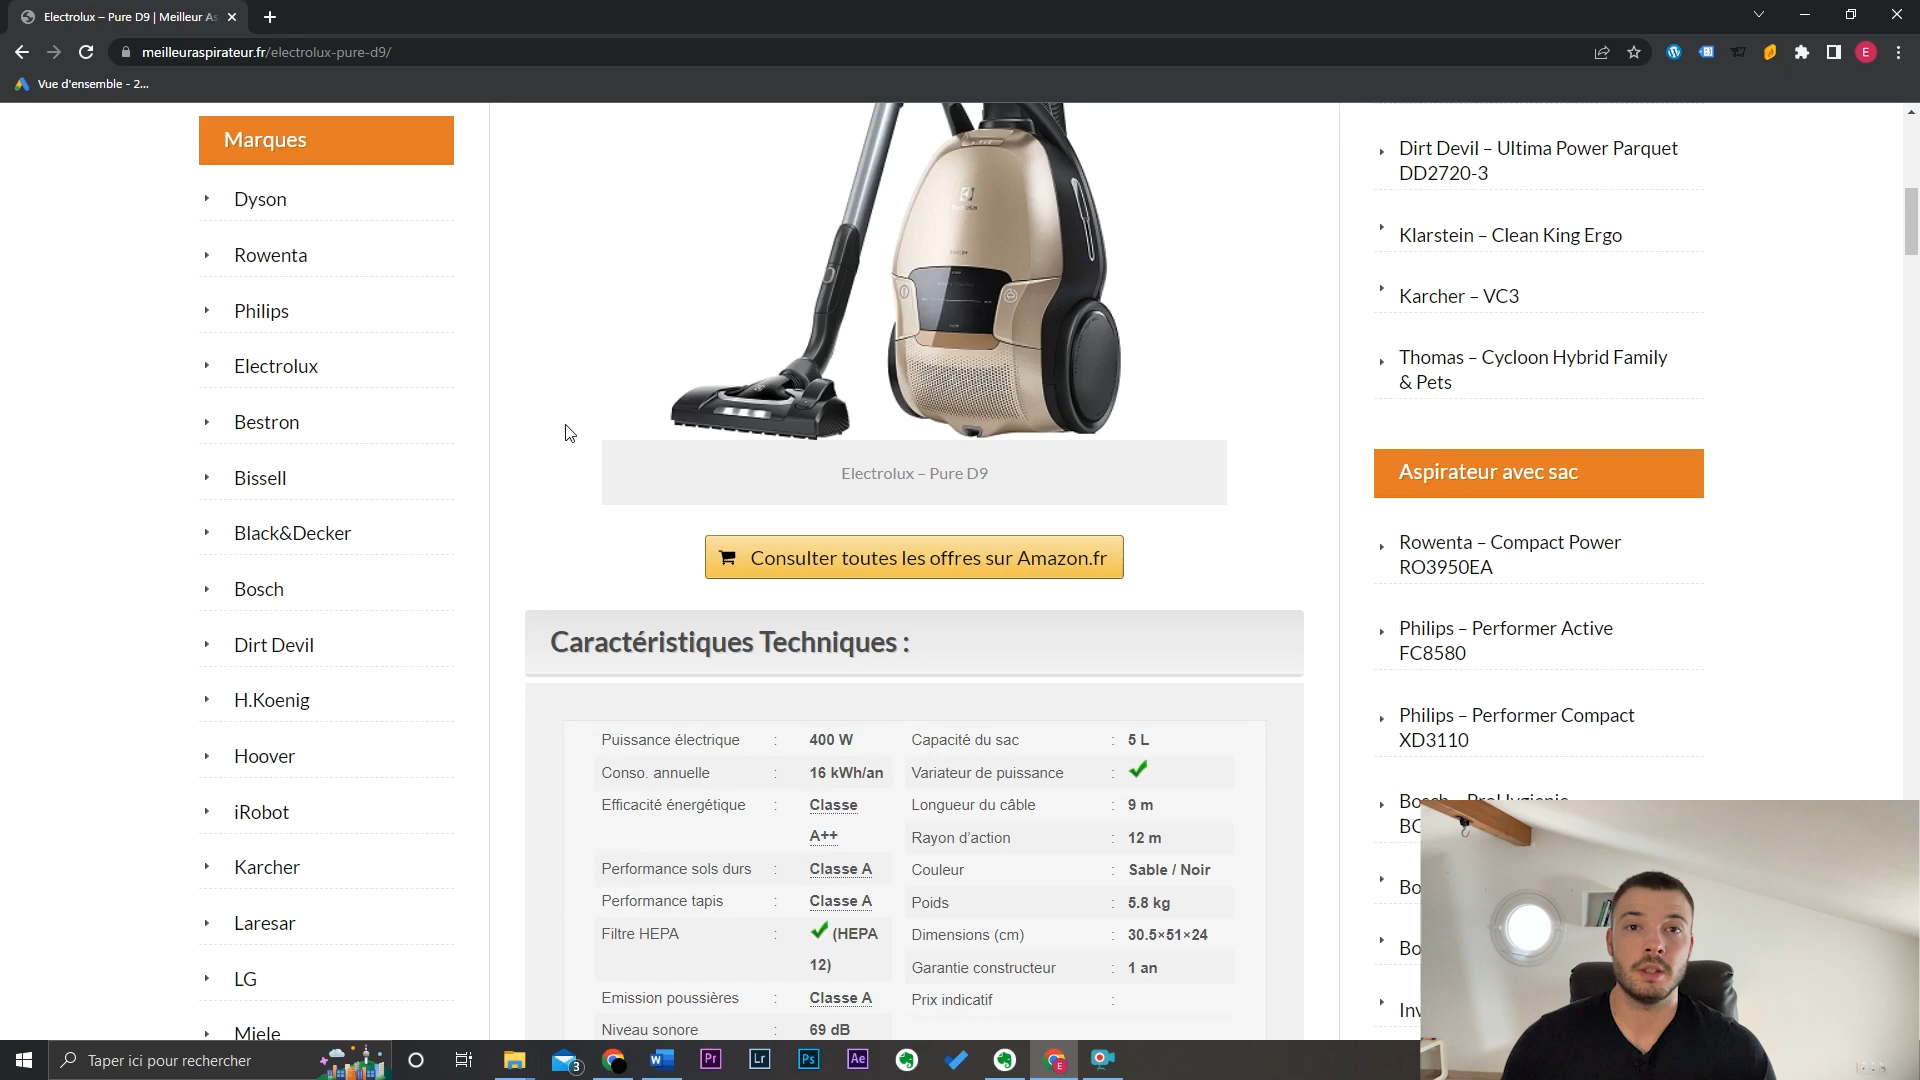 Electrolux – Pure D9 | Meilleur As
meilleuraspirateur.fr/electrolux-pure-d9/
E
Vue d'ensemble - 2...
Marques
Dyson
Rowenta
Philips
Electrolux
Bestron
Bissell
Black&Decker
Bosch
Dirt Devil
H.Koenig
Hoover
iRobot
Karcher
Laresar
LG
Miele
Electrolux – Pure D9
Consulter toutes les offres sur Amazon.fr
Caractéristiques Techniques :
Puissance électrique : 400 W
Conso. annuelle : 16 kWh/an
Efficacité énergétique : Classe
A++
Performance sols durs : Classe A
Performance tapis : Classe A
Filtre HEPA : (HEPA
12)
Emission poussières : Classe A
Niveau sonore : 69 dB
Capacité du sac : 5 L
Variateur de puissance :
Longueur du câble : 9 m
Rayon d’action : 12 m
Couleur : Sable / Noir
Poids : 5.8 kg
Dimensions (cm) : 30.5×51×24
Garantie constructeur : 1 an
Prix indicatif :
Dirt Devil – Ultima Power Parquet
DD2720-3
Klarstein – Clean King Ergo
Karcher – VC3
Thomas – Cycloon Hybrid Family
& Pets
Aspirateur avec sac
Rowenta – Compact Power
RO3950EA
Philips – Performer Active
FC8580
Philips – Performer Compact
XD3110
Taper ici pour rechercher
3
Pr
Lr
Ps
Ae